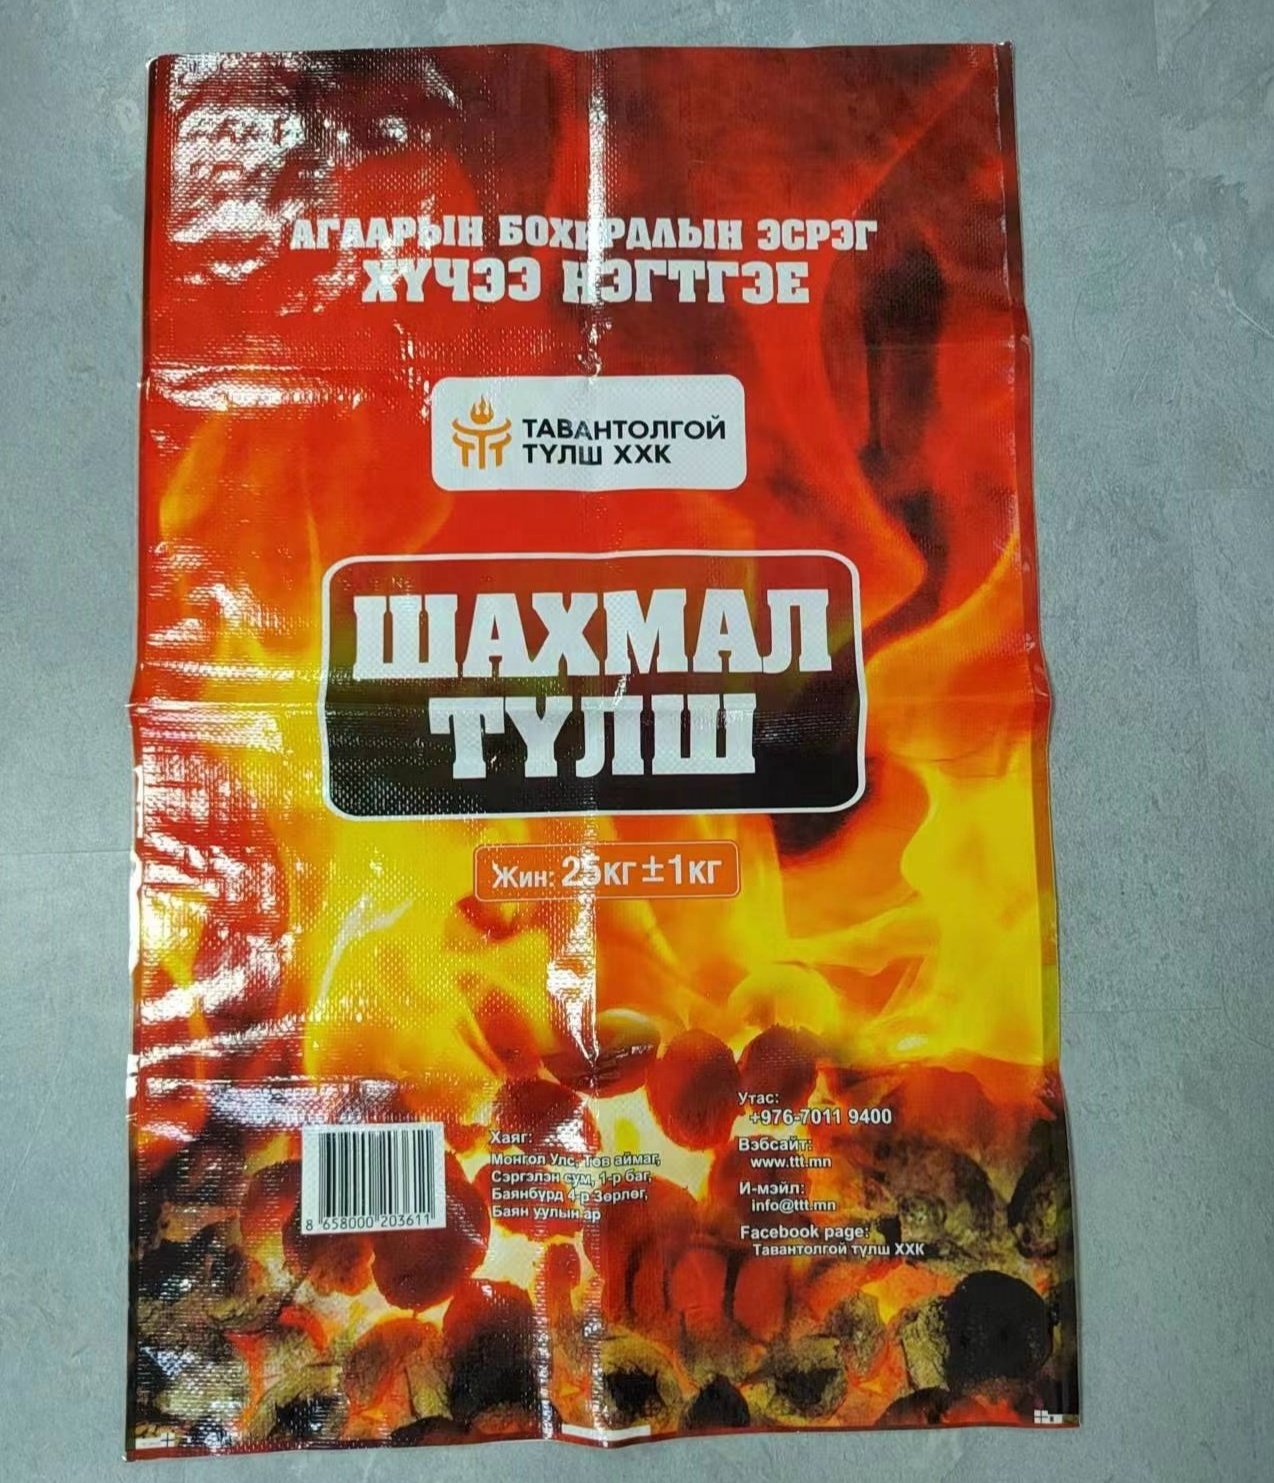 АГААРЫН БОХИРДЛЫН ЭСРЭГ
ХҮЧЭЭ НЭГТГЭЕ
ТАВАНТОЛГОЙ
ТҮЛШ ХХК
ШАХМАЛ
ТҮЛШ
Жин: 25кг±1кг
Утас:
+976-7011 9400
Вэбсайт:
www.ttt.mn
И-мэйл:
info@ttt.mn
Facebook page:
Тавантолгой түлш ХХК
Хаяг:
Монгол Улс, Төв аймаг,
Сэргэлэн сум, 1-р баг,
Баянбүрд 4-р Зөрлөг,
Баян уулын ар
8 658000 203611